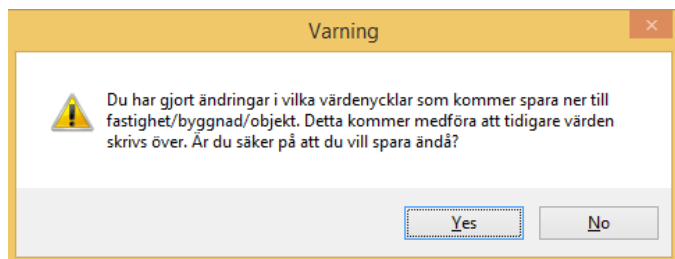 Varning
Du har gjort ändringar i vilka värdenycklar som kommer spara ner till
fastighet/byggnad/objekt. Detta kommer medföra att tidigare värden
skrivs över. Är du säker på att du vill spara ändå?
Yes
No